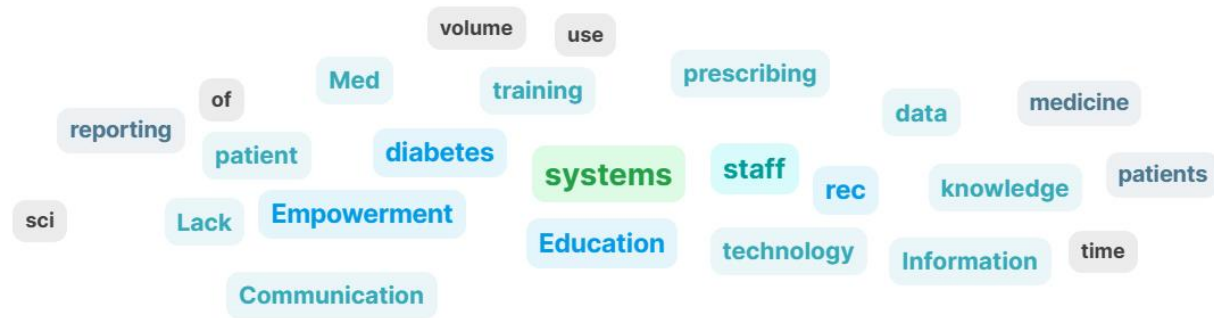 volume use
Med training prescribing
of data medicine
reporting patient diabetes systems staff rec knowledge patients
sci Lack Empowerment Education technology Information time
Communication